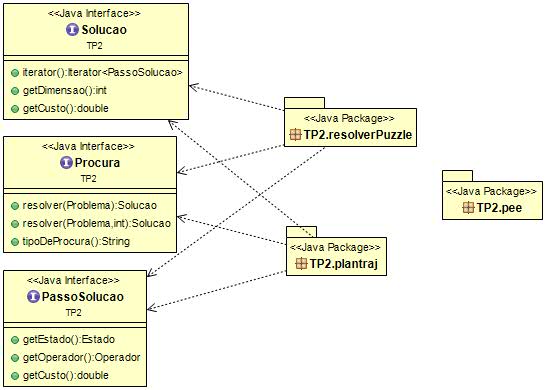 <<Java Interface>>
Solucao
TP2
iterator():Iterator<PassoSolucao>
getDimensao():int
getCusto():double
<<Java Interface>>
Procura
TP2
resolver(Problema):Solucao
resolver(Problema,int):Solucao
tipoDeProcura():String
<<Java Interface>>
PassoSolucao
TP2
getEstado():Estado
getOperador():Operador
getCusto():double
<<Java Package>>
TP2.resolverPuzzle
<<Java Package>>
TP2.plantraj
<<Java Package>>
TP2.pee